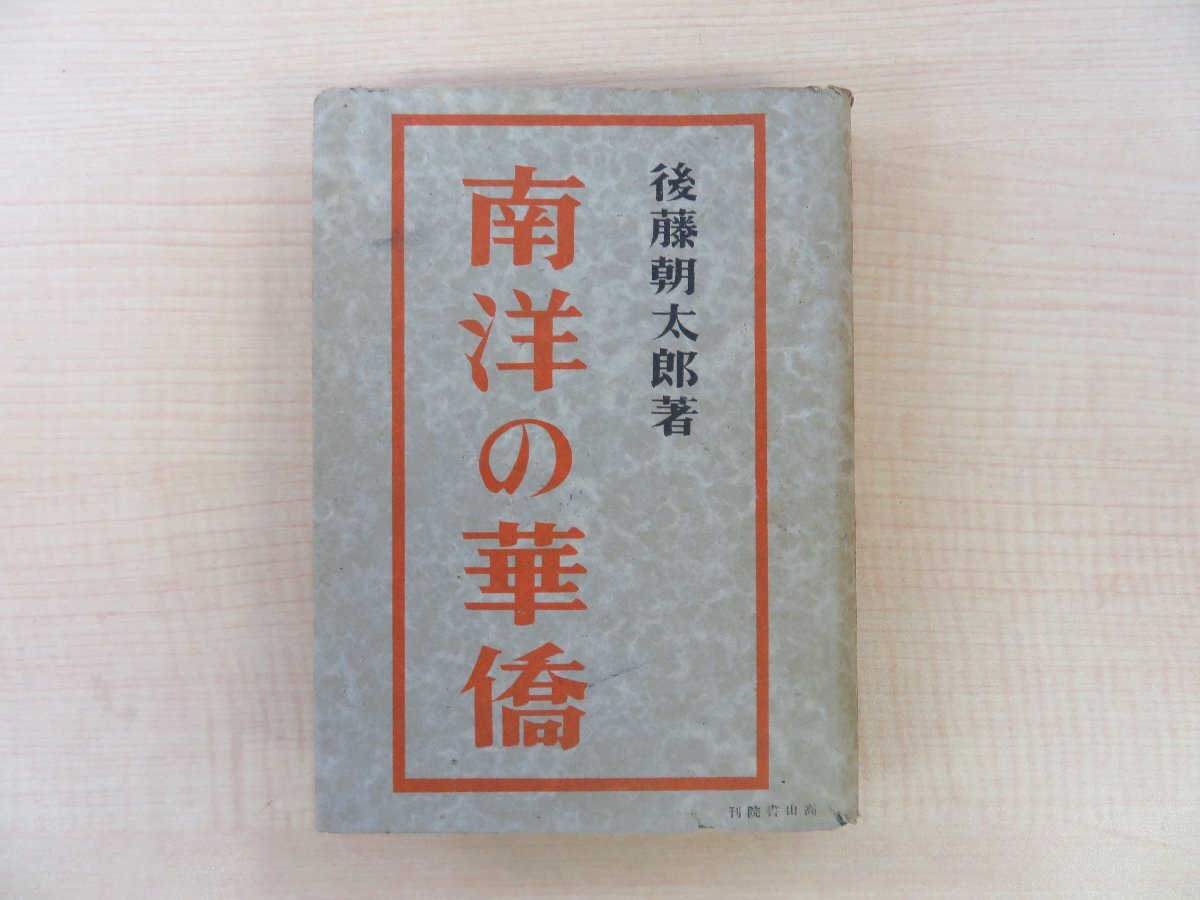 後藤朝太郎著
南洋の華僑
高山書院刊